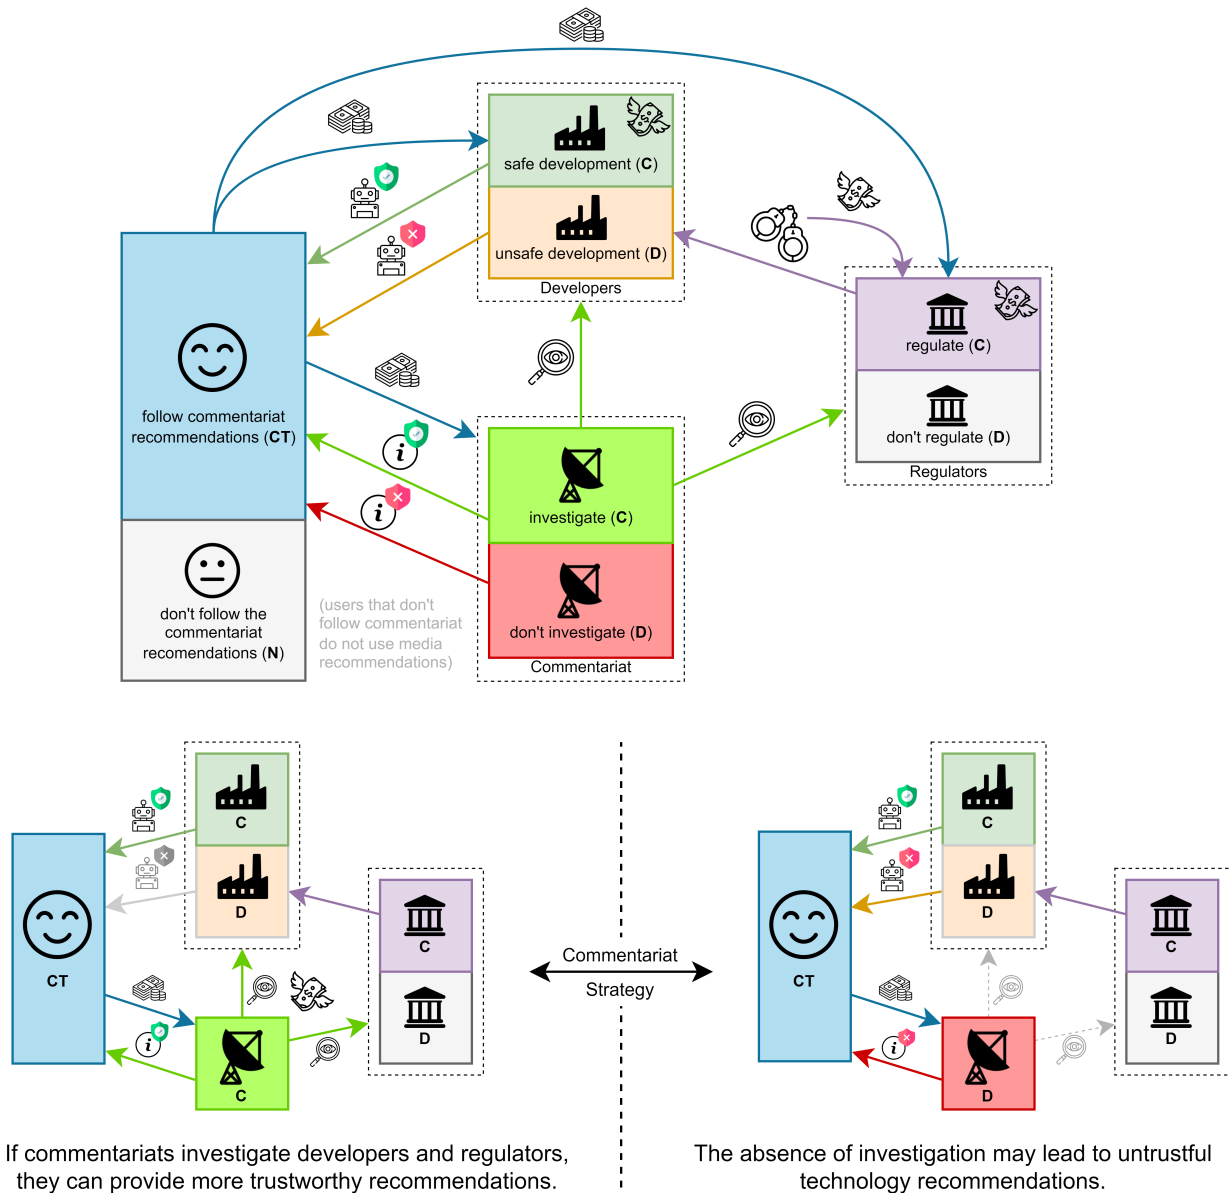 safe development (C)
unsafe development (D)
Developers
regulate (C)
don't regulate (D)
Regulators
follow commentariat
recommendations (CT)
i
i
investigate (C)
don't follow the
commentariat
recomendations (N)
(users that don't
follow commentariat
do not use media
recommendations)
don't investigate (D)
Commentariat
C
D
C
D
CT
i
C
Commentariat
Strategy
C
D
C
D
CT
i
D
If commentariats investigate developers and regulators,
they can provide more trustworthy recommendations.
The absence of investigation may lead to untrustful
technology recommendations.